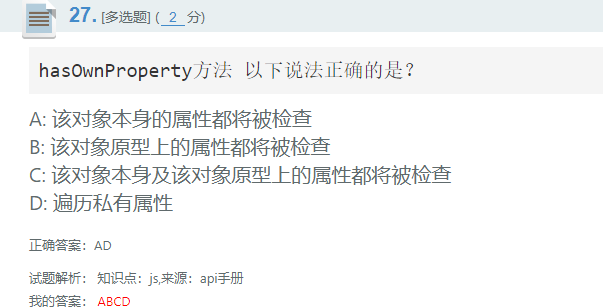 27. [多选题] ( 2 分)
hasOwnProperty方法 以下说法正确的是?
A: 该对象本身的属性都将被检查
B: 该对象原型上的属性都将被检查
C: 该对象本身及该对象原型上的属性都将被检查
D: 遍历私有属性
正确答案：AD
试题解析： 知识点：js,来源：api手册
我的答案： ABCD